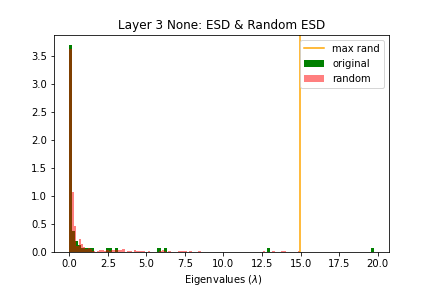 Layer 3 None: ESD & Random ESD
max rand
original
random
3.5
3.0
2.5
2.0
1.5
1.0
0.5
0.0
0.0 2.5 5.0 7.5 10.0 12.5 15.0 17.5 20.0
Eigenvalues (λ)